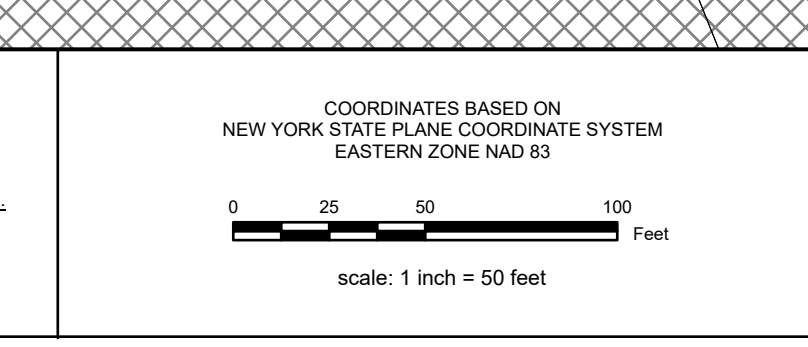 COORDINATES BASED ON
NEW YORK STATE PLANE COORDINATE SYSTEM
EASTERN ZONE NAD 83
0 25 50 100
Feet
scale: 1 inch = 50 feet